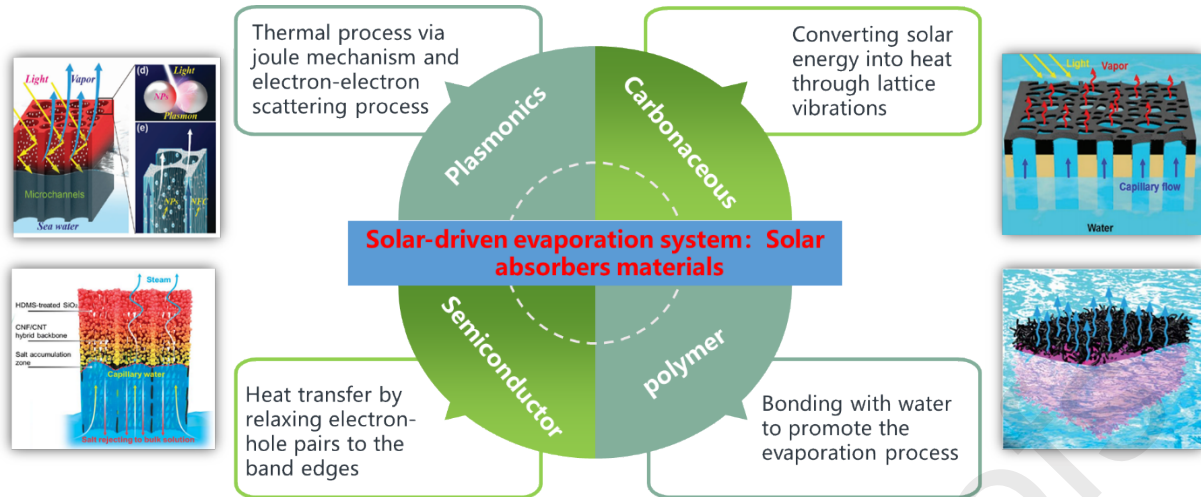 Thermal process via
joule mechanism and
electron-electron
scattering process
Converting solar
energy into heat
through lattice
vibrations
Light
Vapor
Microchannels
Sea water
(d)
Light
NPs
Plasmon
(e)
NPs
NFC
Plasmonics
Carbonaceous
Light
Vapor
Capillary flow
Water
Solar-driven evaporation system: Solar
absorbers materials
Steam
HDMS-treated SiO₂
CNF/CNT
hybrid backbone
Salt accumulation
zone
Capillary water
Salt rejecting to bulk solution
Semiconductor
polymer
Heat transfer by
relaxing electron-
hole pairs to the
band edges
Bonding with water
to promote the
evaporation process